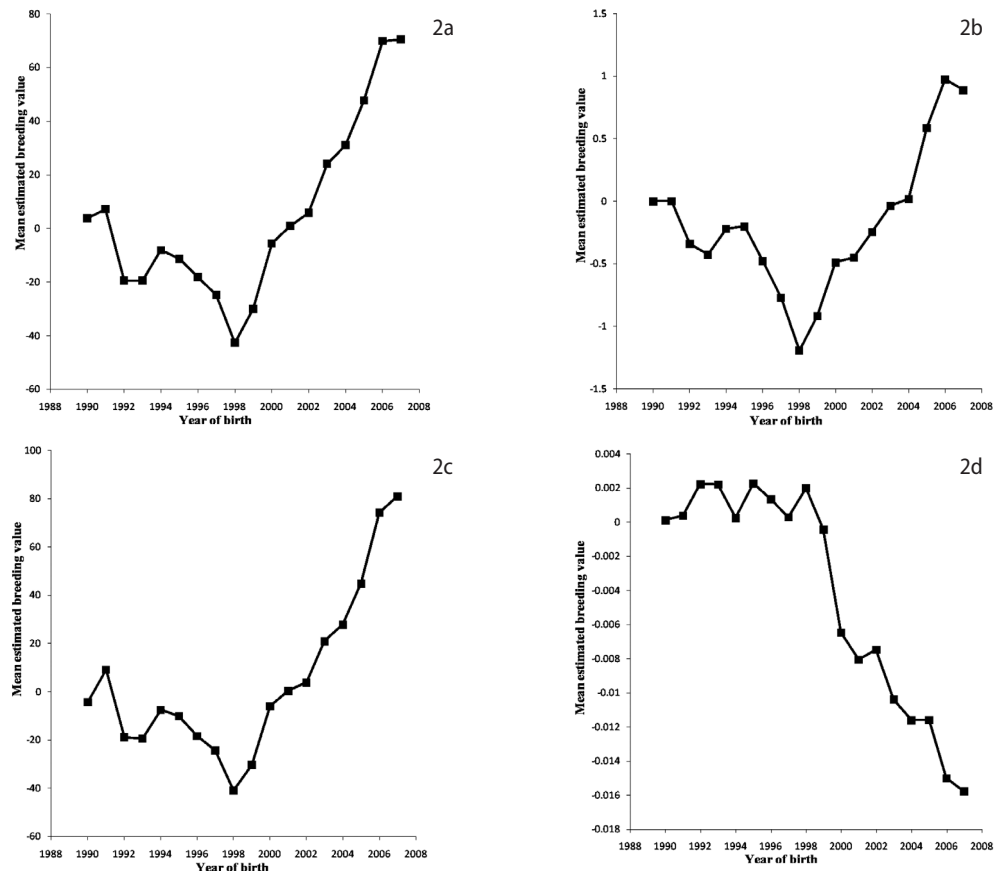 2a
Mean estimated breeding value
80
60
40
20
0
-20
-40
-60
1988 1990 1992 1994 1996 1998 2000 2002 2004 2006 2008
Year of birth
2b
Mean estimated breeding value
1.5
1
0.5
0
-0.5
-1
-1.5
1988 1990 1992 1994 1996 1998 2000 2002 2004 2006 2008
Year of birth
2c
Mean estimated breeding value
100
80
60
40
20
0
-20
-40
-60
1988 1990 1992 1994 1996 1998 2000 2002 2004 2006 2008
Year of birth
2d
Mean estimated breeding value
0.004
0.002
0
-0.002
-0.004
-0.006
-0.008
-0.01
-0.012
-0.014
-0.016
-0.018
1988 1990 1992 1994 1996 1998 2000 2002 2004 2006 2008
Year of birth